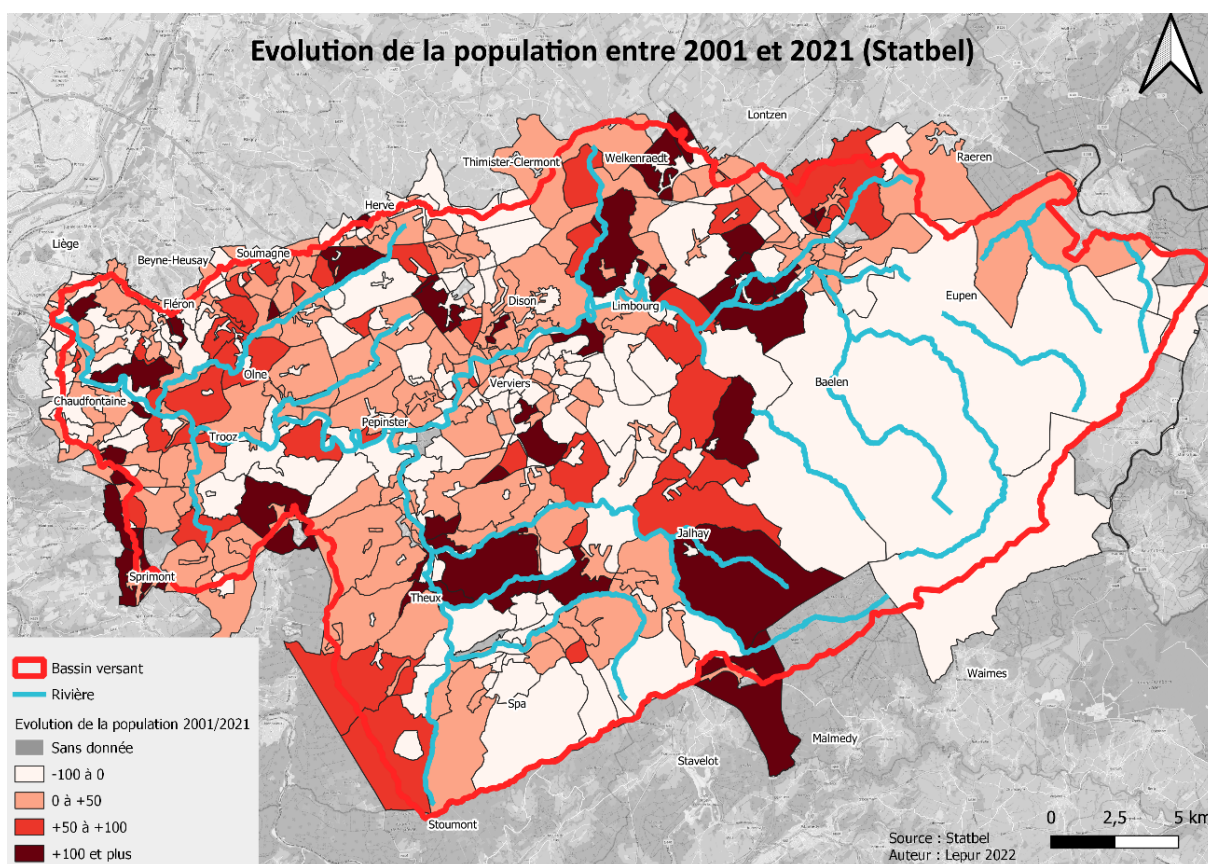 Evolution de la population entre 2001 et 2021 (Statbel)
Lontzen
Thimister-Clermont
Welkenraedt
Raeren
Herve
Liège
Beyne-Heusay
Soumagne
Fléron
Dison
Limbourg
Eupen
Olne
Verviers
Baelen
Chaudfontaine
Pepinster
Trooz
Jalhay
Sprimont
Theux
Waimes
Spa
Malmedy
Stavelot
Stoumont
Bassin versant
Rivière
Evolution de la population 2001/2021
Sans donnée
-100 à 0
0 à +50
+50 à +100
+100 et plus
0 2,5 5 km
Source : Statbel
Auteur : Lepur 2022